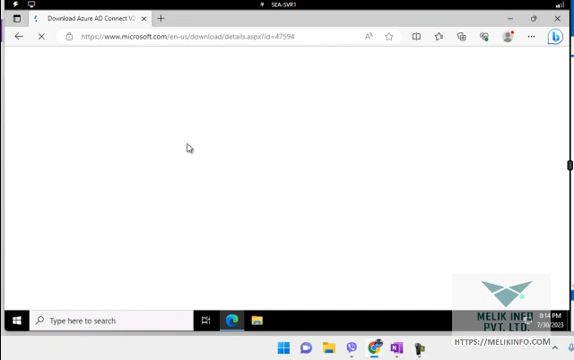 SEA-SVR1
Download Azure AD Connect V2
https://www.microsoft.com/en-us/download/details.aspx?id=47594
Type here to search
8:14 PM
7/30/2023
MELIK INFO
PVT. LTD.
HTTPS://MELIKINFO.COM